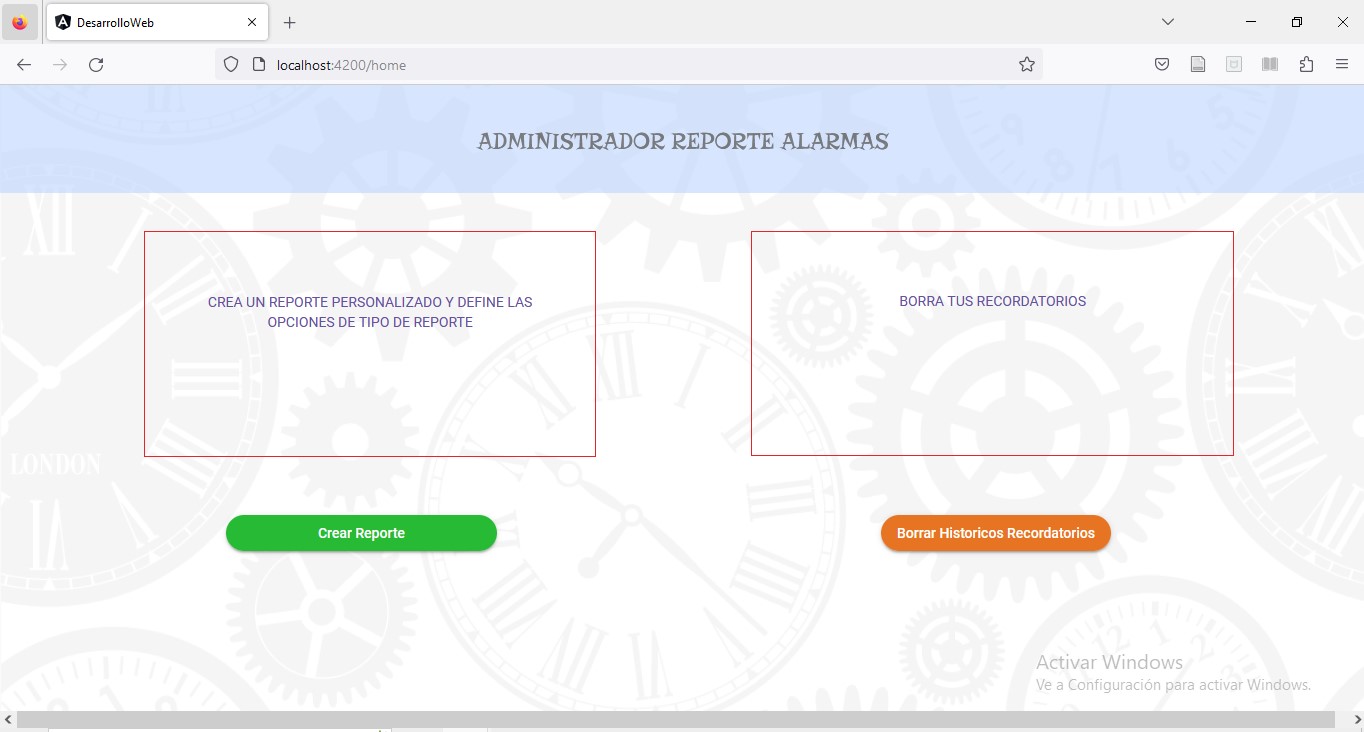 DesarrolloWeb
localhost:4200/home
ADMINISTRADOR REPORTE ALARMAS
CREA UN REPORTE PERSONALIZADO Y DEFINE LAS
OPCIONES DE TIPO DE REPORTE
BORRA TUS RECORDATORIOS
Crear Reporte
Borrar Historicos Recordatorios
LONDON
Activar Windows
Ve a Configuración para activar Windows.